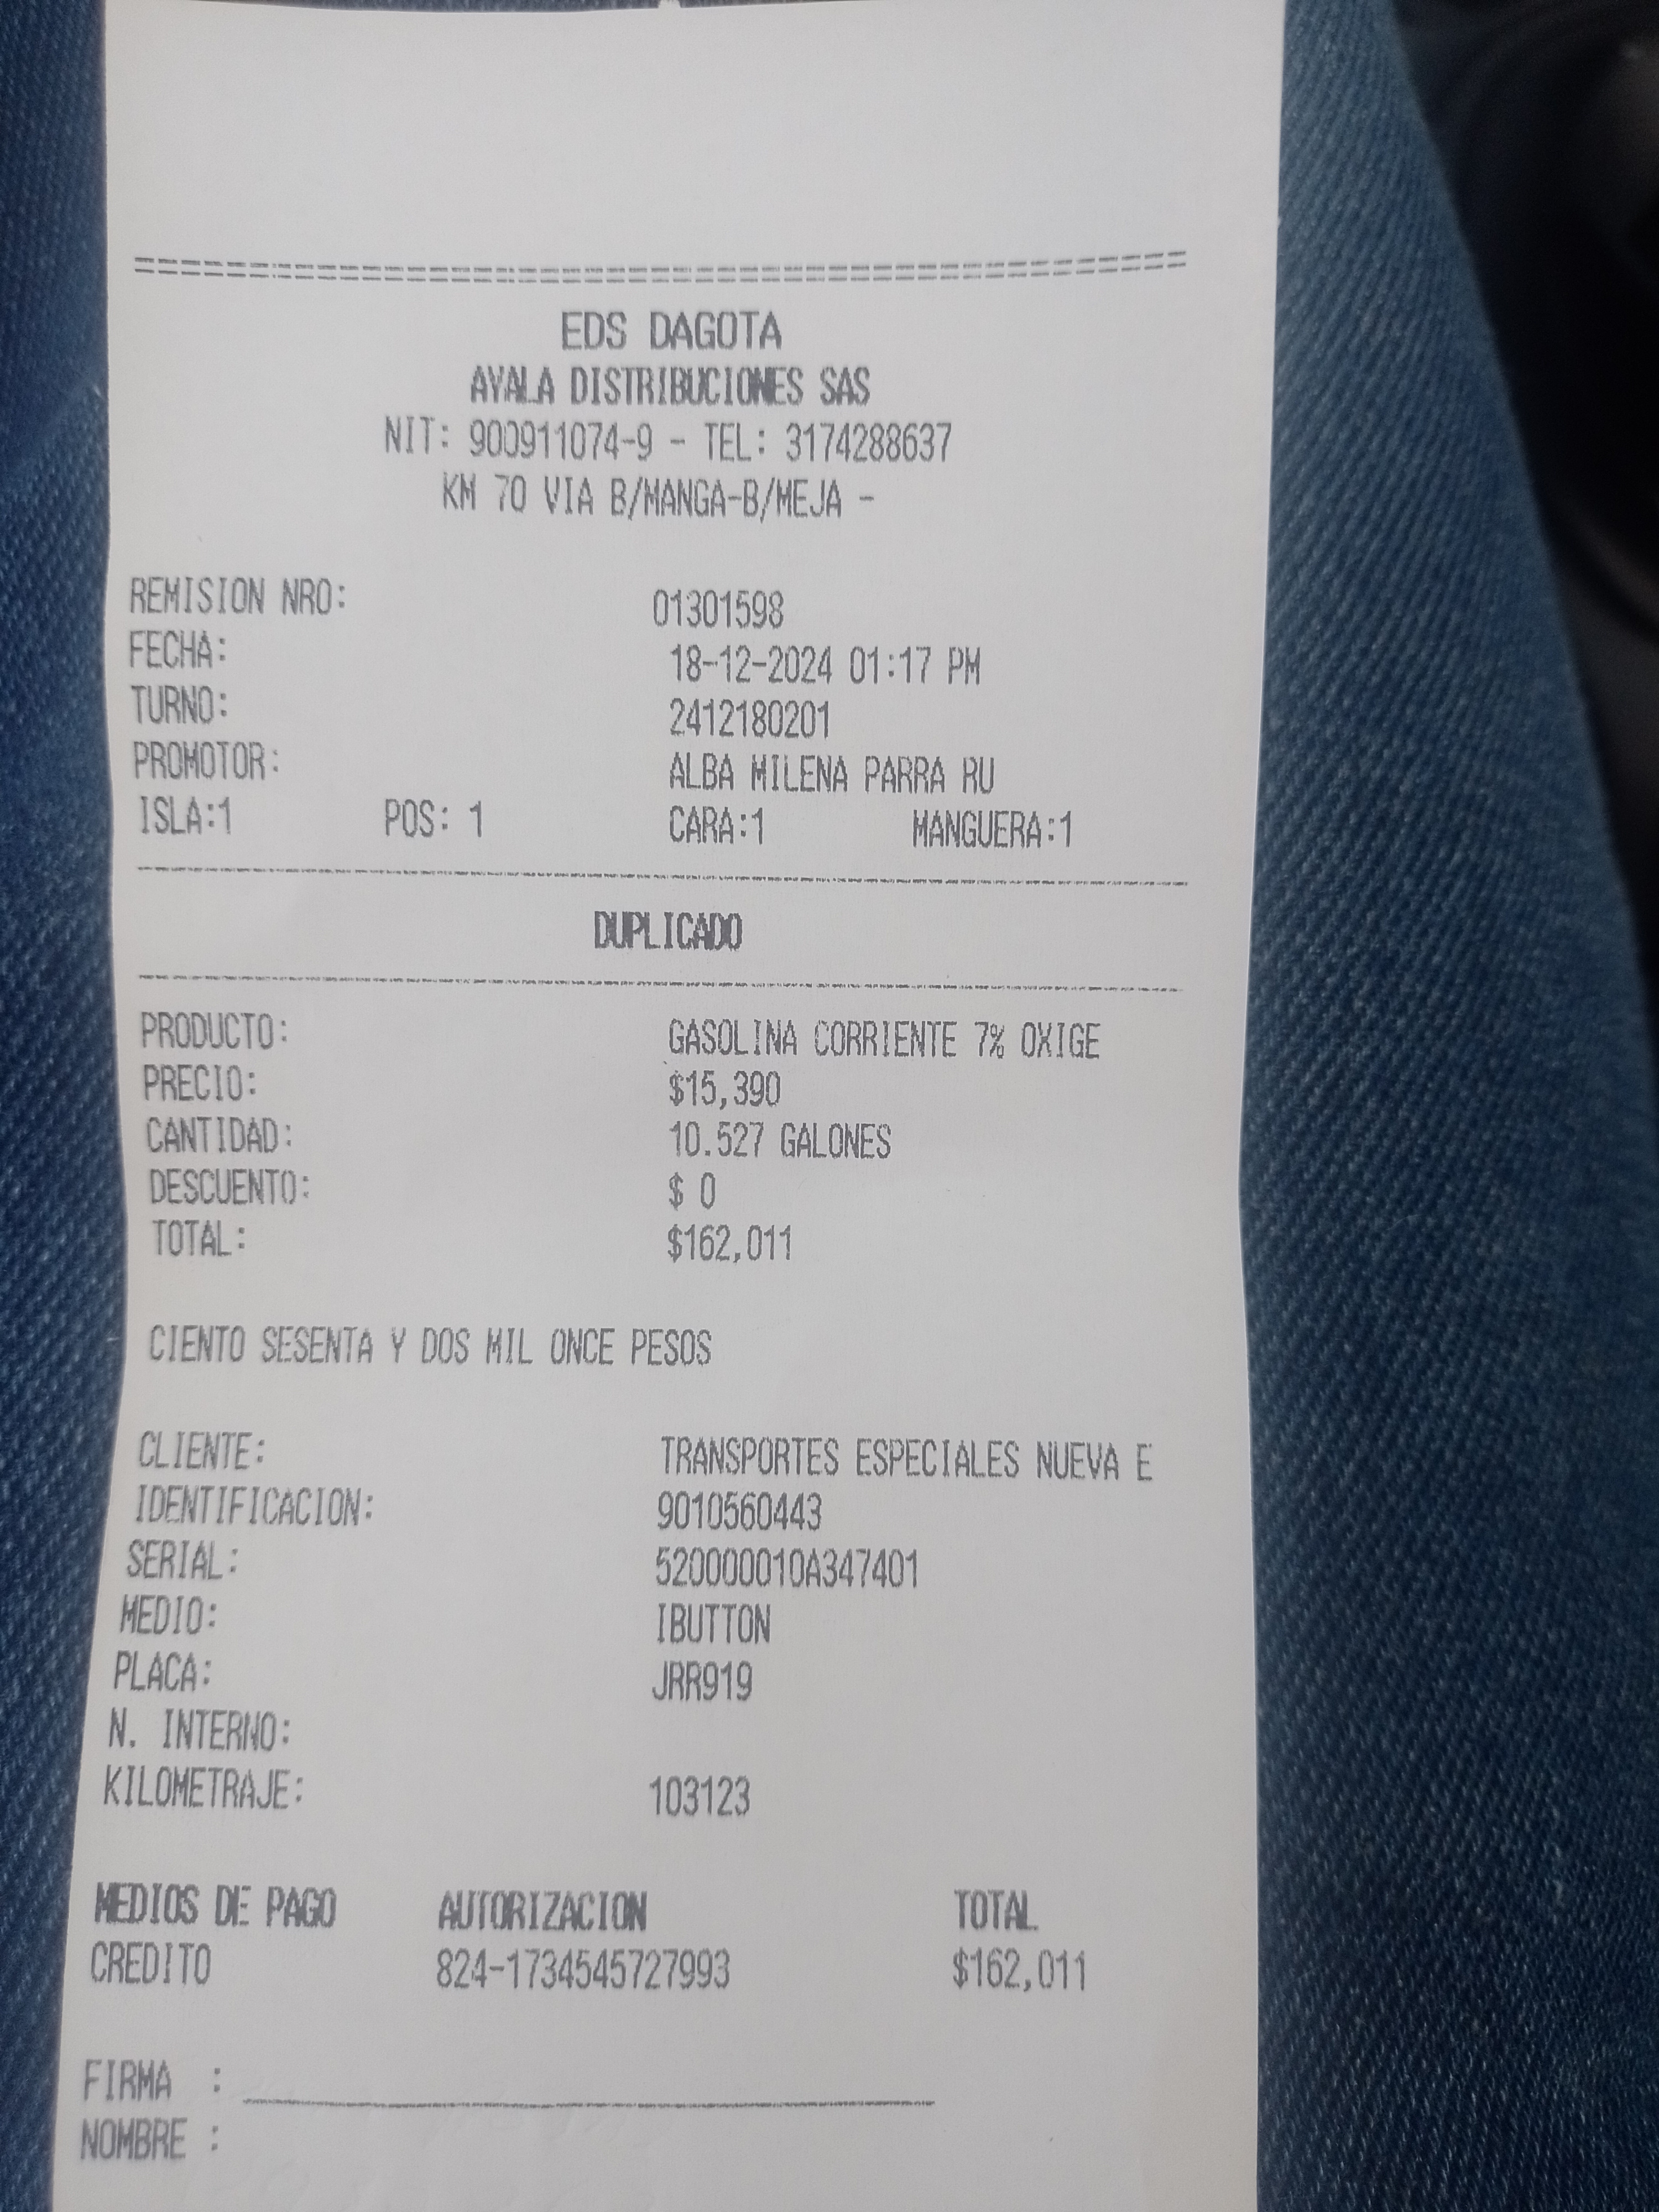 EDS DAGOTA
AYALA DISTRIBUCIONES SAS
NIT: 900911074-9 - TEL: 3174288637
KM 70 VIA B/MANGA-B/MEJA -
REMISION NRO: 01301598
FECHA: 18-12-2024 01:17 PM
TURNO: 2412180201
PROMOTOR: ALBA MILENA PARRA RU
ISLA:1 POS: 1 CARA:1 MANGUERA:1
DUPLICADO
PRODUCTO: GASOLINA CORRIENTE 7% OXIGE
PRECIO: $15,390
CANTIDAD: 10.527 GALONES
DESCUENTO: $ 0
TOTAL: $162,011
CIENTO SESENTA Y DOS MIL ONCE PESOS
CLIENTE: TRANSPORTES ESPECIALES NUEVA E
IDENTIFICACION: 9010560443
SERIAL: 520000010A347401
MEDIO: IBUTTON
PLACA: JRR919
N. INTERNO:
KILOMETRAJE: 103123
MEDIOS DE PAGO AUTORIZACION TOTAL
CREDITO 824-1734545727993 $162,011
FIRMA :
NOMBRE :